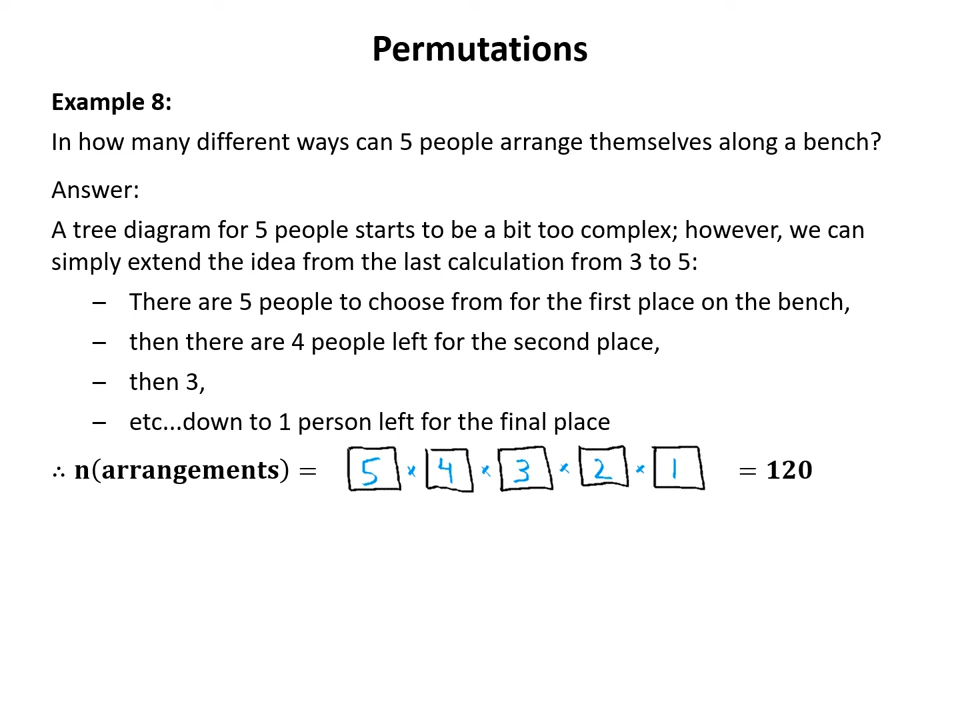 Permutations
Example 8:
In how many different ways can 5 people arrange themselves along a bench?
Answer:
A tree diagram for 5 people starts to be a bit too complex; however, we can
simply extend the idea from the last calculation from 3 to 5:
– There are 5 people to choose from for the first place on the bench,
– then there are 4 people left for the second place,
– then 3,
– etc...down to 1 person left for the final place
∴ n(arrangements) = 5 × 4 × 3 × 2 × 1 = 120